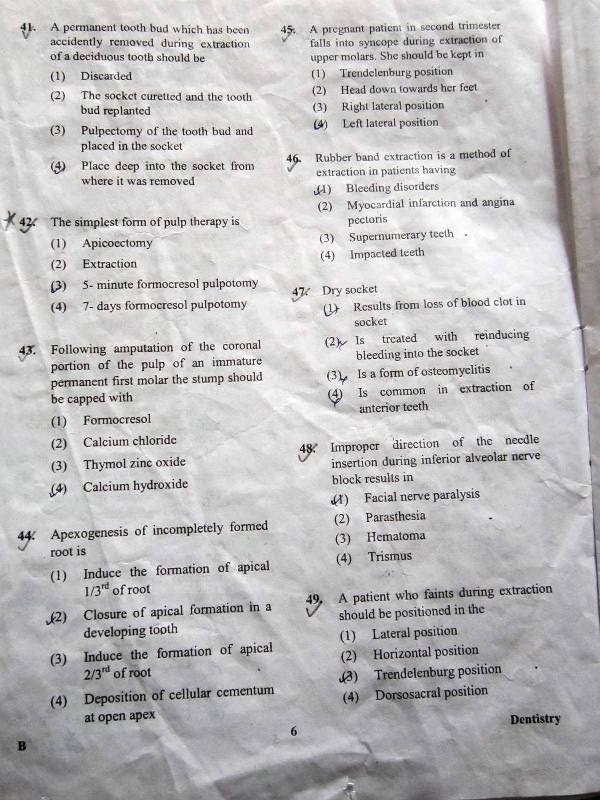 41. A permanent tooth bud which has been
accidently removed during extraction
of a deciduous tooth should be
(1) Discarded
(2) The socket curetted and the tooth
bud replanted
(3) Pulpectomy of the tooth bud and
placed in the socket
(4) Place deep into the socket from
where it was removed
42. The simplest form of pulp therapy is
(1) Apicoectomy
(2) Extraction
(3) 5- minute formocresol pulpotomy
(4) 7- days formocresol pulpotomy
43. Following amputation of the coronal
portion of the pulp of an immature
permanent first molar the stump should
be capped with
(1) Formocresol
(2) Calcium chloride
(3) Thymol zinc oxide
(4) Calcium hydroxide
44. Apexogenesis of incompletely formed
root is
(1) Induce the formation of apical
1/3rd of root
(2) Closure of apical formation in a
developing tooth
(3) Induce the formation of apical
2/3rd of root
(4) Deposition of cellular cementum
at open apex
45. A pregnant patient in second trimester
falls into syncope during extraction of
upper molars. She should be kept in
(1) Trendelenburg position
(2) Head down towards her feet
(3) Right lateral position
(4) Left lateral position
46. Rubber band extraction is a method of
extraction in patients having
(1) Bleeding disorders
(2) Myocardial infarction and angina
pectoris
(3) Supernumerary teeth
(4) Impacted teeth
47. Dry socket
(1) Results from loss of blood clot in
socket
(2) Is treated with reinducing
bleeding into the socket
(3) Is a form of osteomyelitis
(4) Is common in extraction of
anterior teeth
48. Improper direction of the needle
insertion during inferior alveolar nerve
block results in
(1) Facial nerve paralysis
(2) Parasthesia
(3) Hematoma
(4) Trismus
49. A patient who faints during extraction
should be positioned in the
(1) Lateral position
(2) Horizontal position
(3) Trendelenburg position
(4) Dorsosacral position
B
6
Dentistry